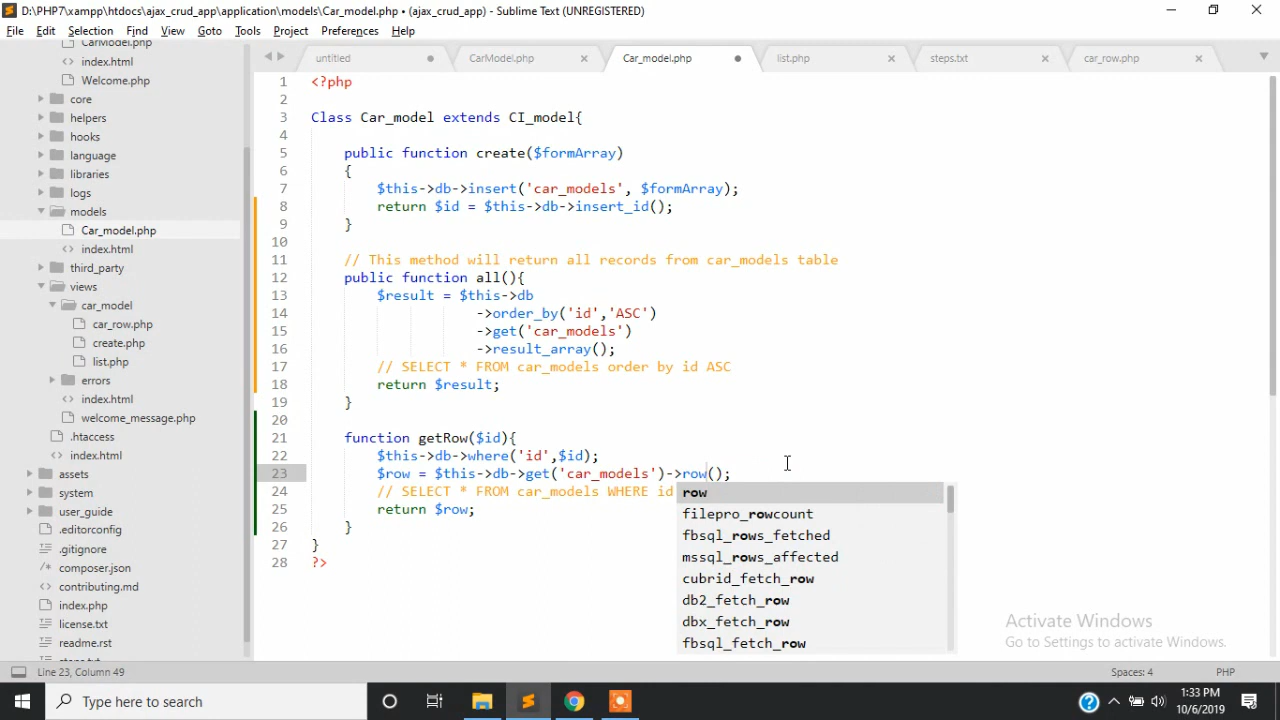 D:\PHP7\xampp\htdocs\ajax_crud_app\application\models\Car_model.php • (ajax_crud_app) - Sublime Text (UNREGISTERED)
File Edit Selection Find View Goto Tools Project Preferences Help
untitled CarModel.php Car_model.php list.php steps.txt car_row.php
CarModel.php
index.html
Welcome.php
core
helpers
hooks
language
libraries
logs
models
Car_model.php
index.html
third_party
views
car_model
car_row.php
create.php
list.php
errors
index.html
welcome_message.php
.htaccess
index.html
assets
system
user_guide
.editorconfig
.gitignore
composer.json
contributing.md
index.php
license.txt
readme.rst
steps.txt
1 <?php
2
3 Class Car_model extends CI_model{
4
5 public function create($formArray)
6 {
7 $this->db->insert('car_models', $formArray);
8 return $id = $this->db->insert_id();
9 }
10
11 // This method will return all records from car_models table
12 public function all(){
13 $result = $this->db
14 ->order_by('id','ASC')
15 ->get('car_models')
16 ->result_array();
17 // SELECT * FROM car_models order by id ASC
18 return $result;
19 }
20
21 function getRow($id){
22 $this->db->where('id',$id);
23 $row = $this->db->get('car_models')->row();
24 // SELECT * FROM car_models WHERE id
25 return $row;
26 }
27 }
28 ?>
row
filepro_rowcount
fbsql_rows_fetched
mssql_rows_affected
cubrid_fetch_row
db2_fetch_row
dbx_fetch_row
fbsql_fetch_row
Activate Windows
Go to Settings to activate Windows.
Line 23, Column 49 Spaces: 4 PHP
Type here to search
1:33 PM
10/6/2019